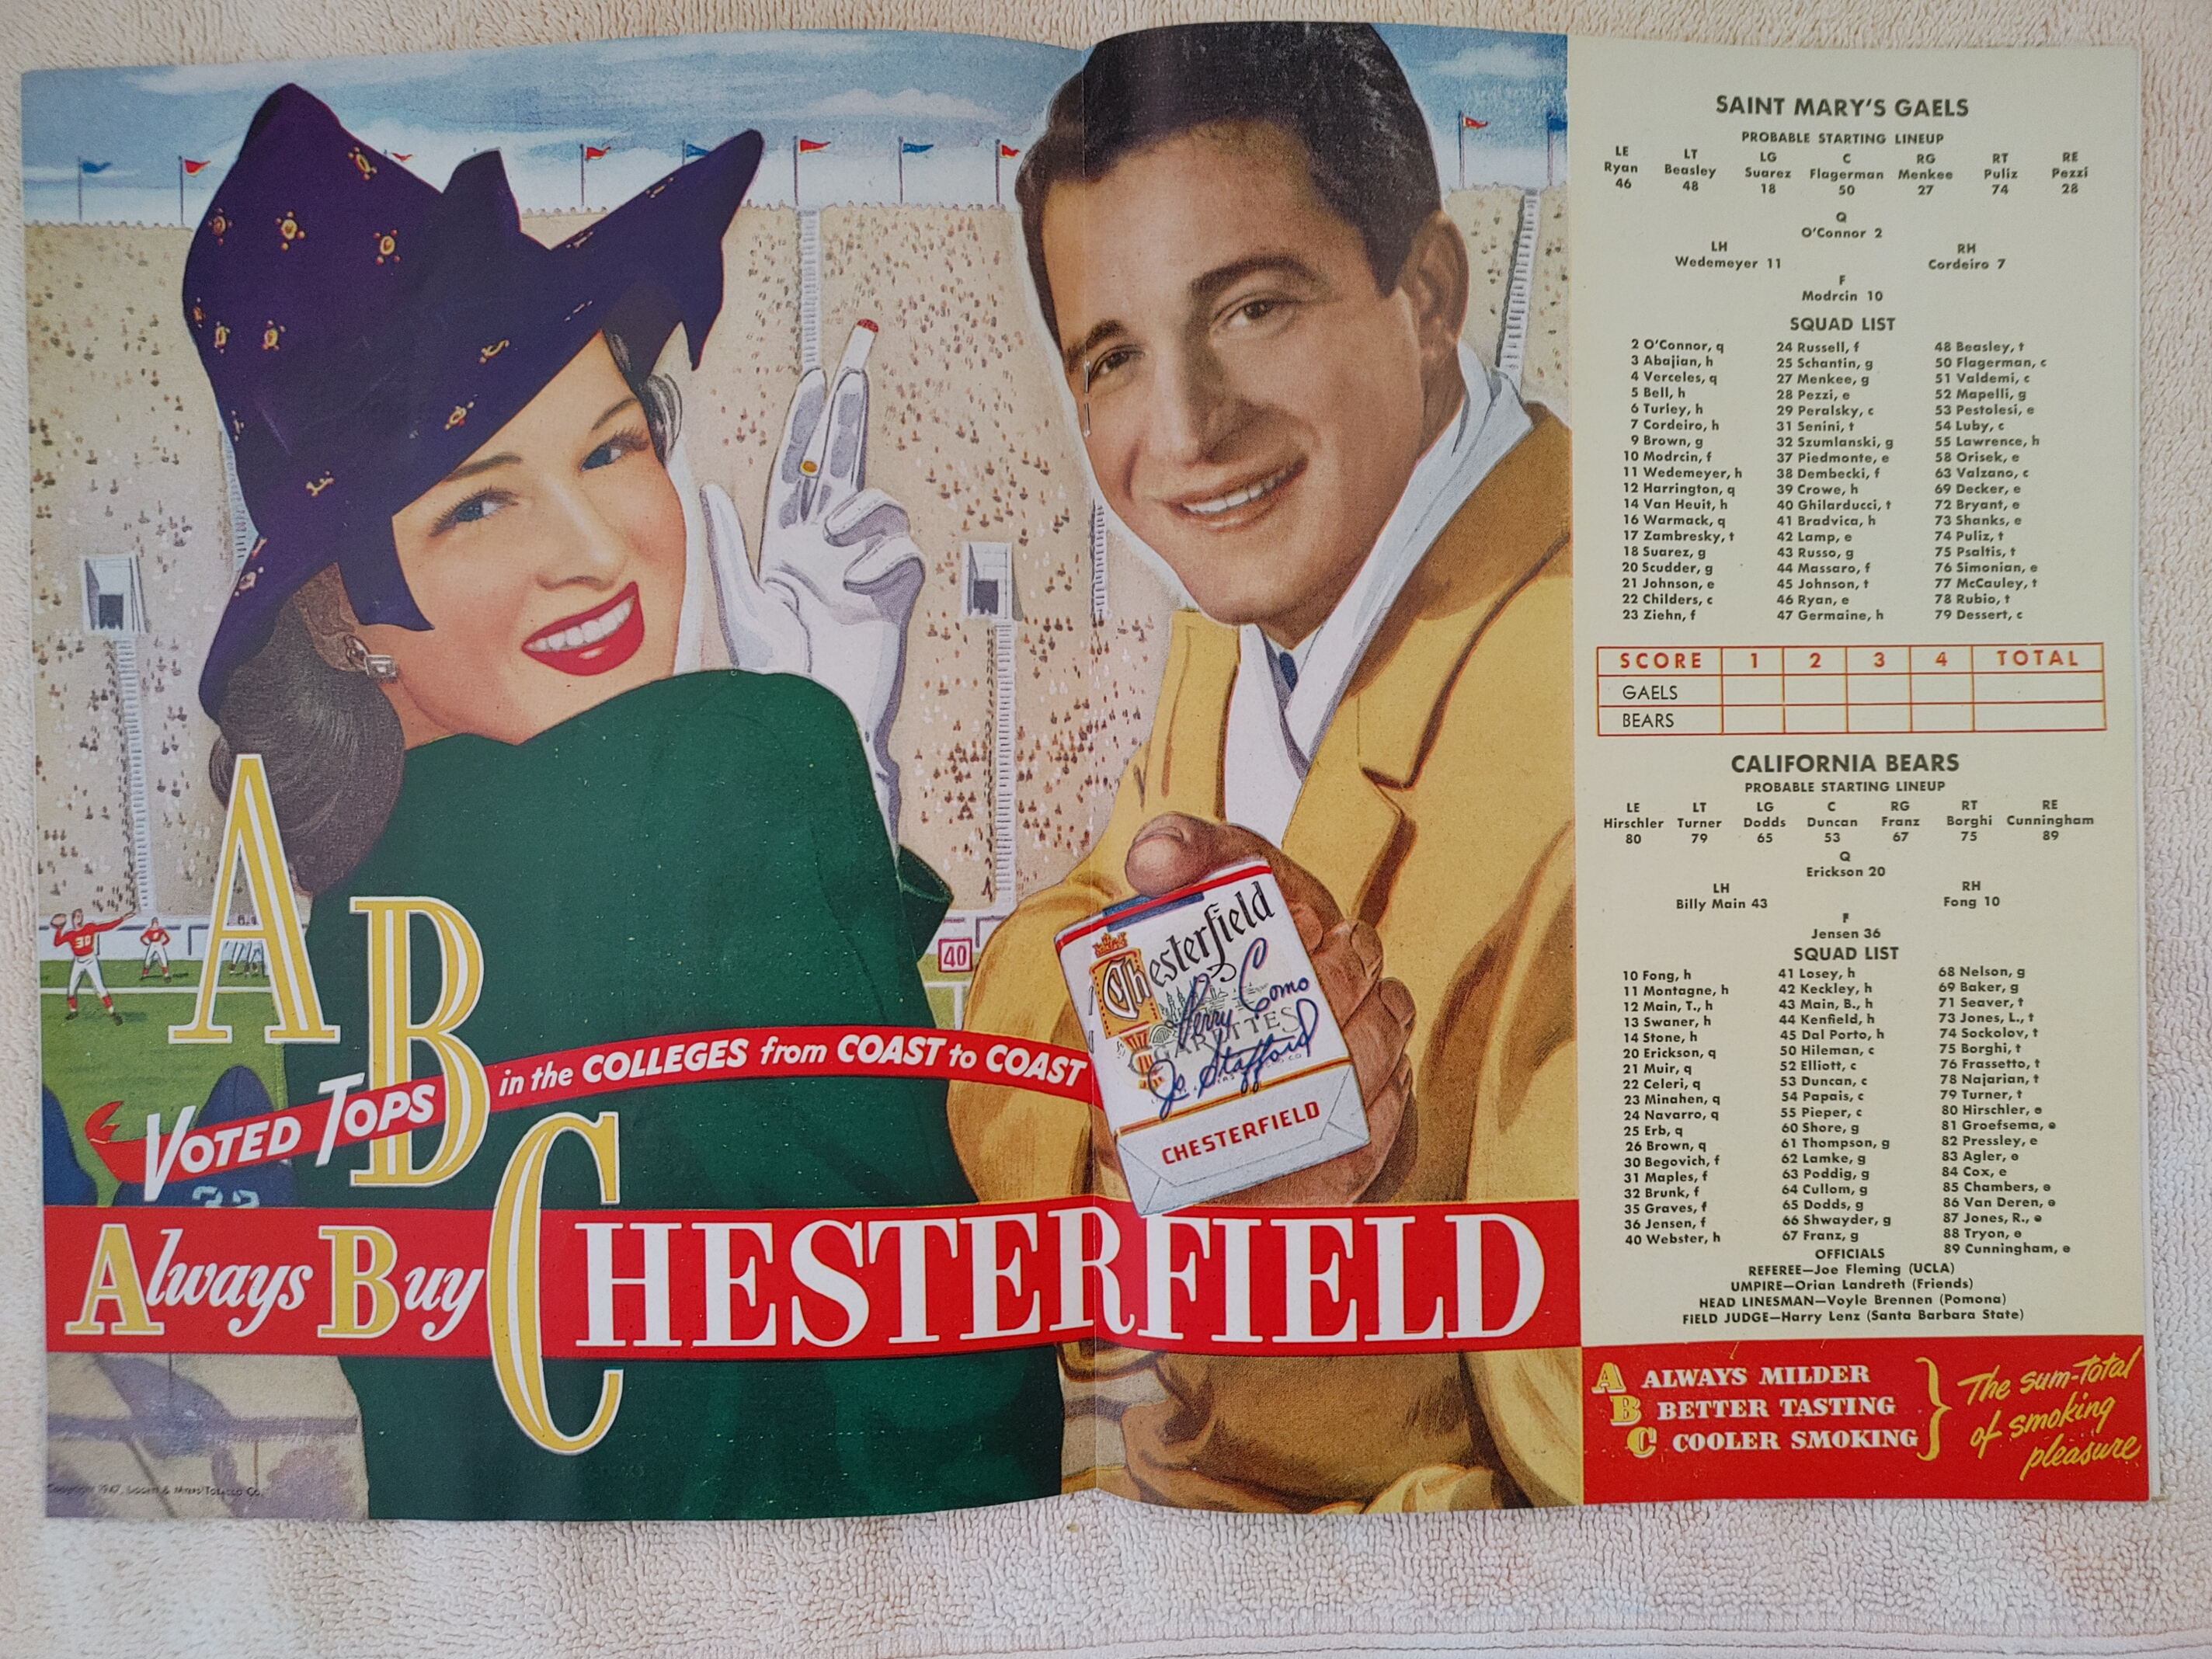 ABC
VOTED TOPS in the COLLEGES from COAST to COAST
Always Buy CHESTERFIELD
Chesterfield
Perry Como
CIGARETTES
Jo Stafford
CHESTERFIELD
40
30
Copyright 1947, Liggett & Myers Tobacco Co.
SAINT MARY'S GAELS
PROBABLE STARTING LINEUP
LE LT LG C RG RT RE
Ryan Beasley Suarez Flagerman Menkee Puliz Pezzi
46 48 18 50 27 74 28
Q
O'Connor 2
LH RH
Wedemeyer 11 Cordeiro 7
F
Modrcin 10
SQUAD LIST
2 O'Connor, q
3 Abajian, h
4 Verceles, q
5 Bell, h
6 Turley, h
7 Cordeiro, h
9 Brown, g
10 Modrcin, f
11 Wedemeyer, h
12 Harrington, q
14 Van Heuit, h
16 Warmack, q
17 Zambresky, t
18 Suarez, g
20 Scudder, g
21 Johnson, e
22 Childers, c
23 Ziehn, f
24 Russell, f
25 Schantin, g
27 Menkee, g
28 Pezzi, e
29 Peralsky, c
31 Senini, t
32 Szumlanski, g
37 Piedmonte, e
38 Dembecki, f
39 Crowe, h
40 Ghilarducci, t
41 Bradvica, h
42 Lamp, e
43 Russo, g
44 Massaro, f
45 Johnson, t
46 Ryan, e
47 Germaine, h
48 Beasley, t
50 Flagerman, c
51 Valdemi, c
52 Mapelli, g
53 Pestolesi, e
54 Luby, c
55 Lawrence, h
58 Orisek, e
63 Valzano, c
69 Decker, e
72 Bryant, e
73 Shanks, e
74 Puliz, t
75 Psaltis, t
76 Simonian, e
77 McCauley, t
78 Rubio, t
79 Dessert, c
SCORE 1 2 3 4 TOTAL
GAELS
BEARS
CALIFORNIA BEARS
PROBABLE STARTING LINEUP
LE LT LG C RG RT RE
Hirschler Turner Dodds Duncan Franz Borghi Cunningham
80 79 65 53 67 75 89
Q
Erickson 20
LH RH
Billy Main 43 Fong 10
F
Jensen 36
SQUAD LIST
10 Fong, h
11 Montagne, h
12 Main, T., h
13 Swaner, h
14 Stone, h
20 Erickson, q
21 Muir, q
22 Celeri, q
23 Minahen, q
24 Navarro, q
25 Erb, q
26 Brown, q
30 Begovich, f
31 Maples, f
32 Brunk, f
35 Graves, f
36 Jensen, f
40 Webster, h
41 Losey, h
42 Keckley, h
43 Main, B., h
44 Kenfield, h
45 Dal Porto, h
50 Hileman, c
52 Elliott, c
53 Duncan, c
54 Papais, c
55 Pieper, c
60 Shore, g
61 Thompson, g
62 Lamke, g
63 Poddig, g
64 Cullom, g
65 Dodds, g
66 Shwayder, g
67 Franz, g
68 Nelson, g
69 Baker, g
71 Seaver, t
73 Jones, L., t
74 Sockolov, t
75 Borghi, t
76 Frassetto, t
78 Najarian, t
79 Turner, t
80 Hirschler, e
81 Groefsema, e
82 Pressley, e
83 Agler, e
84 Cox, e
85 Chambers, e
86 Van Deren, e
87 Jones, R., e
88 Tryon, e
89 Cunningham, e
OFFICIALS
REFEREE—Joe Fleming (UCLA)
UMPIRE—Orian Landreth (Friends)
HEAD LINESMAN—Voyle Brennen (Pomona)
FIELD JUDGE—Harry Lenz (Santa Barbara State)
A ALWAYS MILDER
B BETTER TASTING
C COOLER SMOKING
The sum-total
of smoking
pleasure